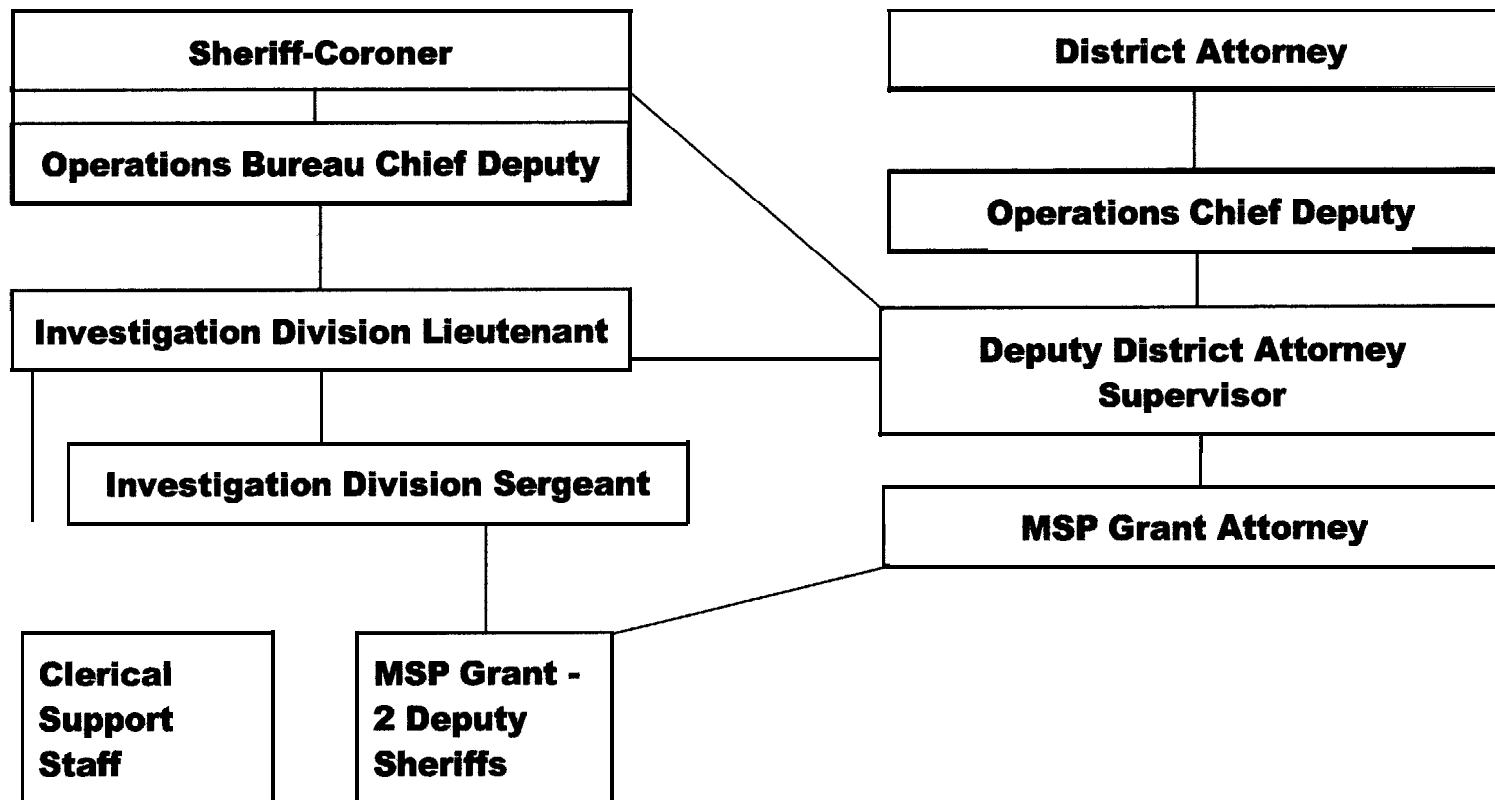 Sheriff-Coroner
Operations Bureau Chief Deputy
Investigation Division Lieutenant
Investigation Division Sergeant
Clerical
Support
Staff
MSP Grant -
2 Deputy
Sheriffs
District Attorney
Operations Chief Deputy
Deputy District Attorney
Supervisor
MSP Grant Attorney